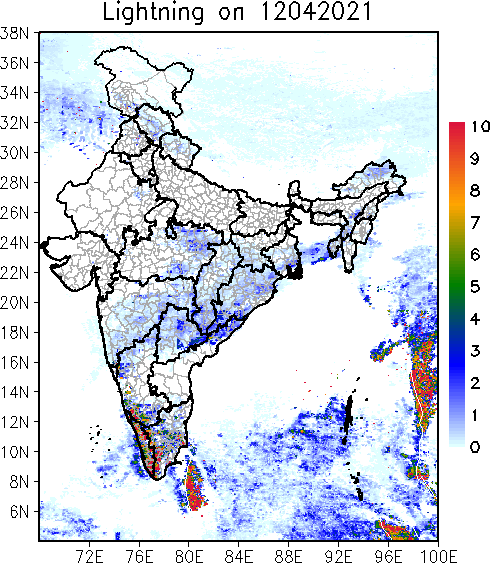 Lightning on 12042021
38N
36N
34N
32N
30N
28N
26N
24N
22N
20N
18N
16N
14N
12N
10N
8N
6N
72E 76E 80E 84E 88E 92E 96E 100E
10
9
8
7
6
5
4
3
2
1
0